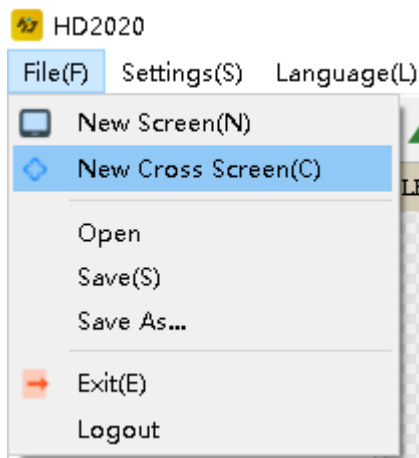 HD2020
File(F) Settings(S) Language(L)
New Screen(N)
New Cross Screen(C)
Open
Save(S)
Save As...
Exit(E)
Logout